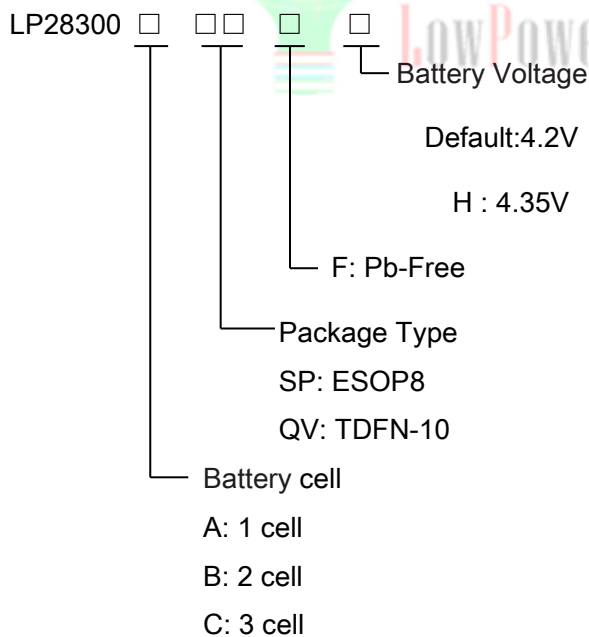 LP28300 □ □□ □ □
LowPowe
Battery Voltage
Default:4.2V
H : 4.35V
F: Pb-Free
Package Type
SP: ESOP8
QV: TDFN-10
Battery cell
A: 1 cell
B: 2 cell
C: 3 cell